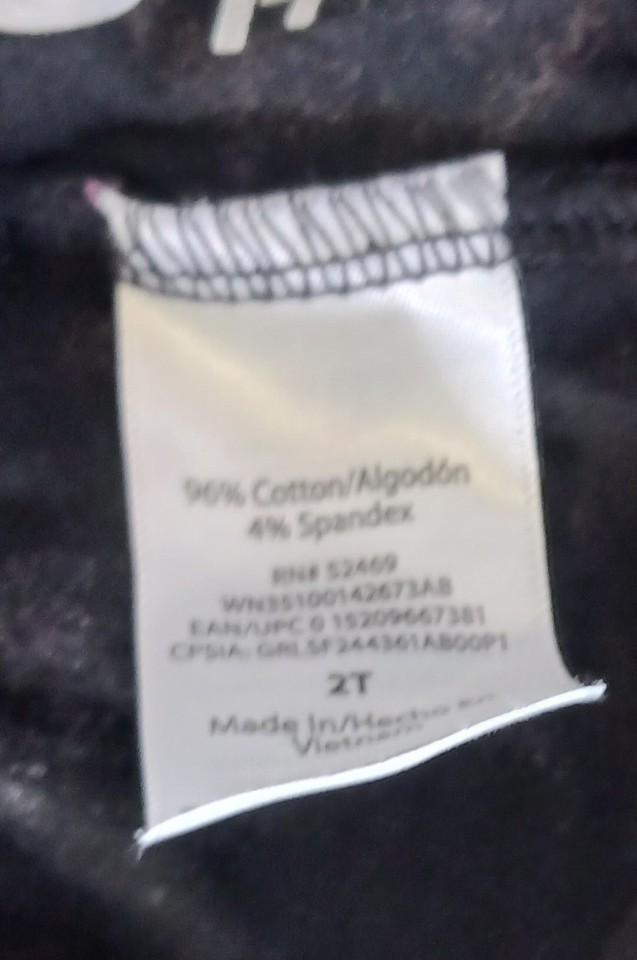 96% Cotton/Algodón
4% Spandex
RN# 52469
WN35100142673AB
EAN/UPC 0 15209667381
CPSIA: GRLSF244361AB00P1
2T
Made In/Hecho En
Vietnam